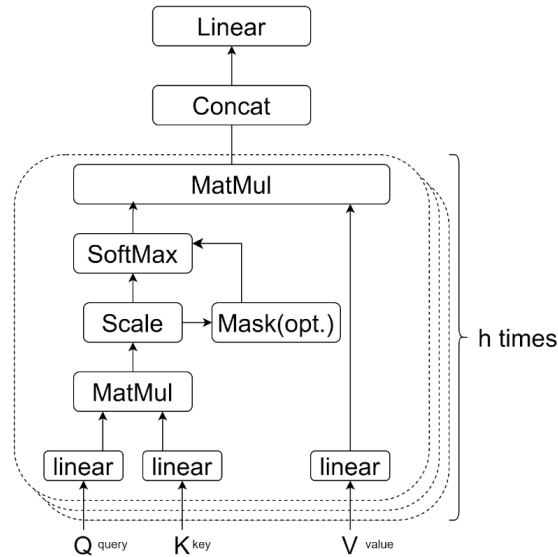 Linear
Concat
MatMul
SoftMax
Scale
Mask(opt.)
h times
MatMul
linear
linear
linear
Q query
K key
V value